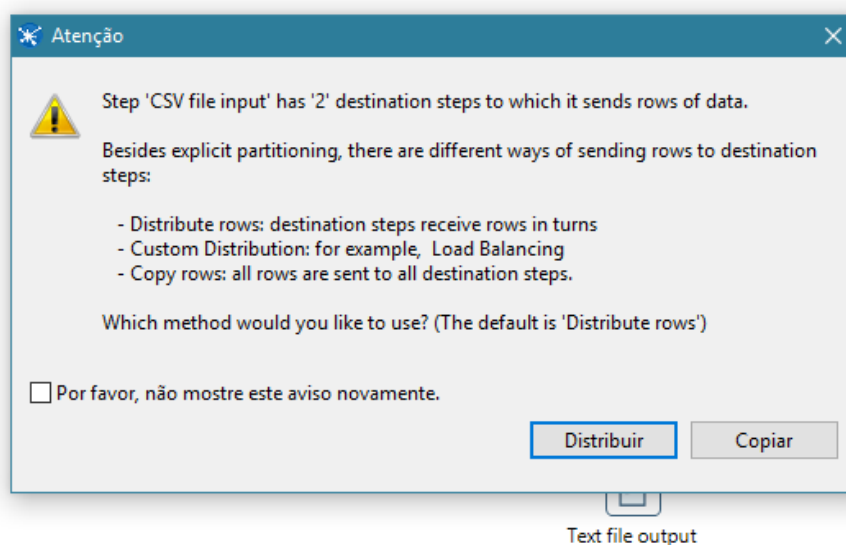 Atenção
Step 'CSV file input' has '2' destination steps to which it sends rows of data.
Besides explicit partitioning, there are different ways of sending rows to destination
steps:
- Distribute rows: destination steps receive rows in turns
- Custom Distribution: for example,  Load Balancing
- Copy rows: all rows are sent to all destination steps.
Which method would you like to use? (The default is 'Distribute rows')
Por favor, não mostre este aviso novamente.
Distribuir
Copiar
Text file output